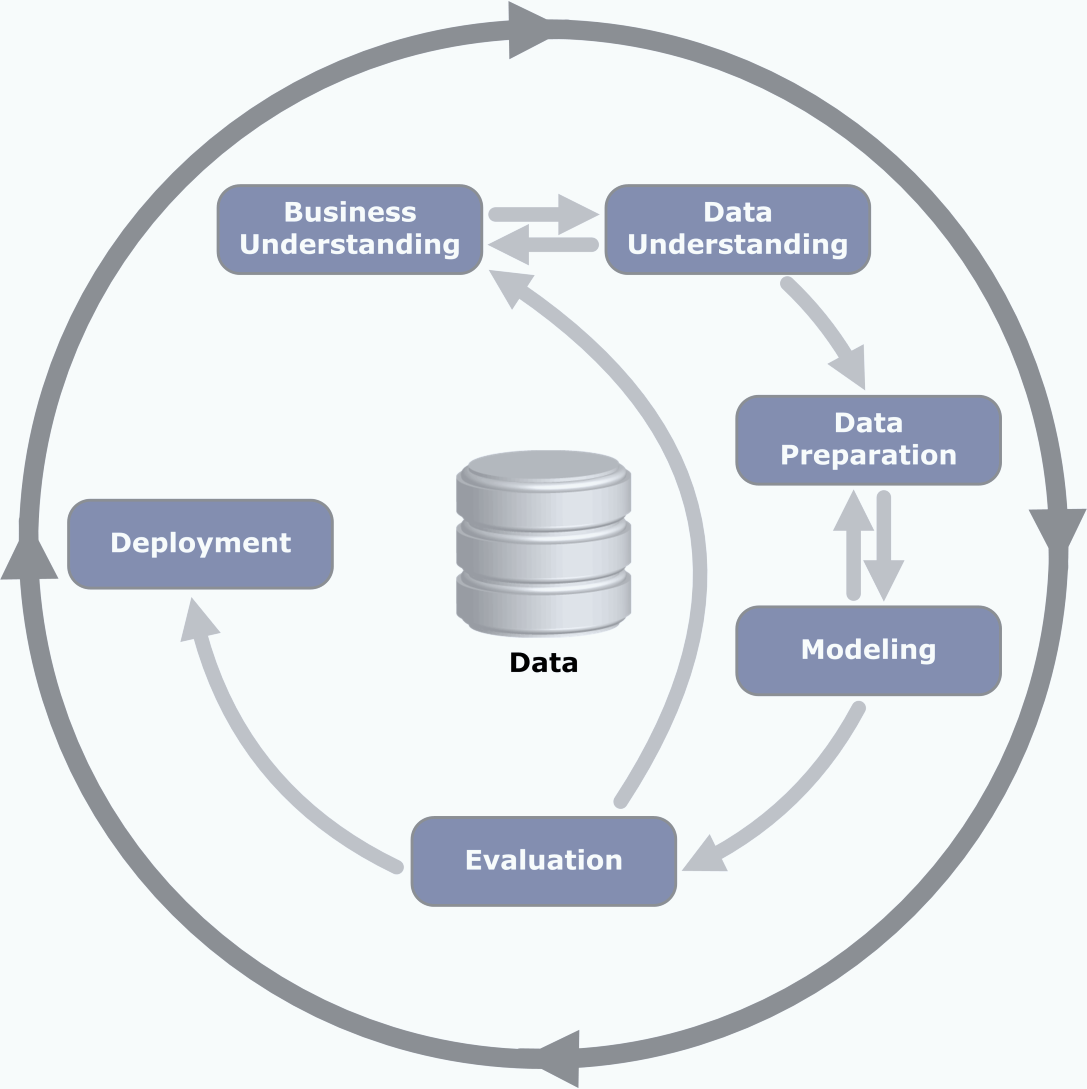 Business
Understanding
Data
Understanding
Data
Preparation
Deployment
Modeling
Data
Evaluation